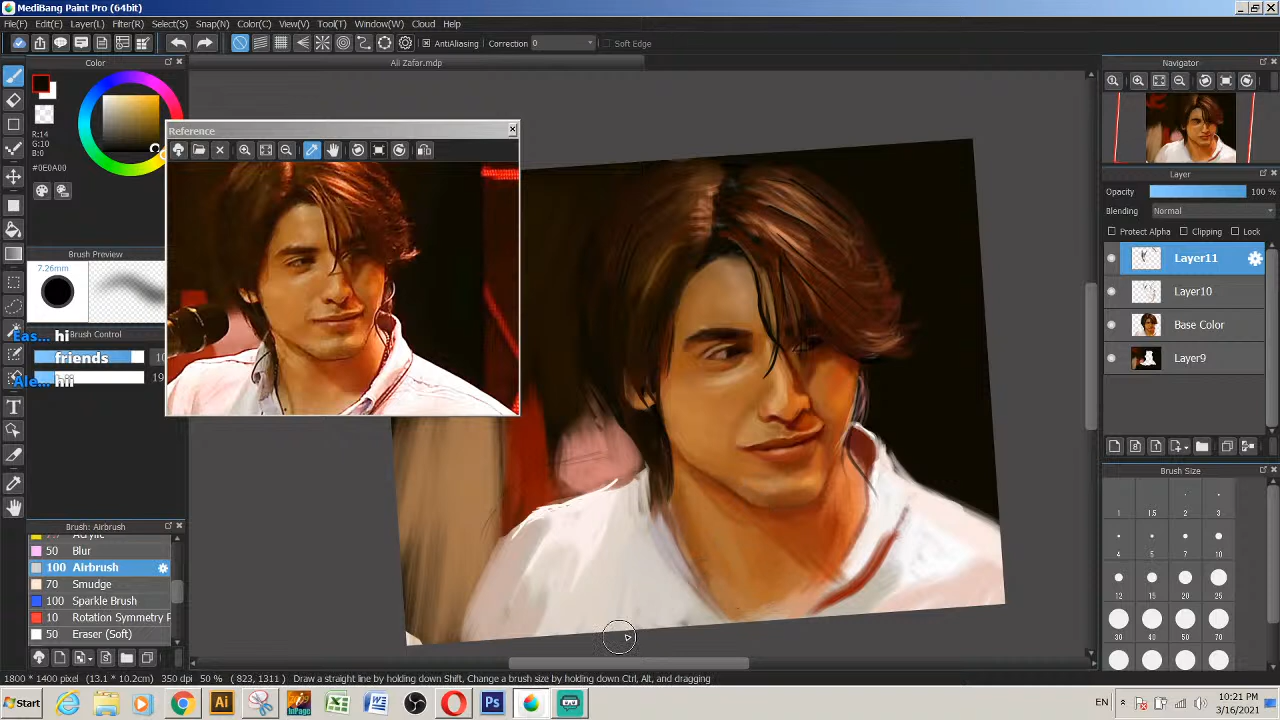 MediBang Paint Pro (64bit)
File(F) Edit(E) Layer(L) Filter(R) Select(S) Snap(N) Color(C) View(V) Tool(T) Window(W) Cloud Help
AntiAliasing Correction 0 Soft Edge
Color
Ali Zafar.mdp
Navigator
Reference
R:14
G:10
B:0
#0E0A00
Layer
Opacity 100 %
Blending Normal
Protect Alpha Clipping Lock
Layer11
Layer10
Base Color
Layer9
Brush Preview
7.26mm
Eas... hi
Brush Control
friends 10
Ale... hii 19
Brush: Airbrush
50 Blur
100 Airbrush
70 Smudge
100 Sparkle Brush
10 Rotation Symmetry P
50 Eraser (Soft)
Brush Size
1 1.5 2 3
4 5 7 10
12 15 20 25
30 40 50 70
1800 * 1400 pixel (13.1 * 10.2cm) 350 dpi 50 % (823, 1311) Draw a straight line by holding down Shift, Change a brush size by holding down Ctrl, Alt, and dragging
Start
EN
10:21 PM
3/16/2021